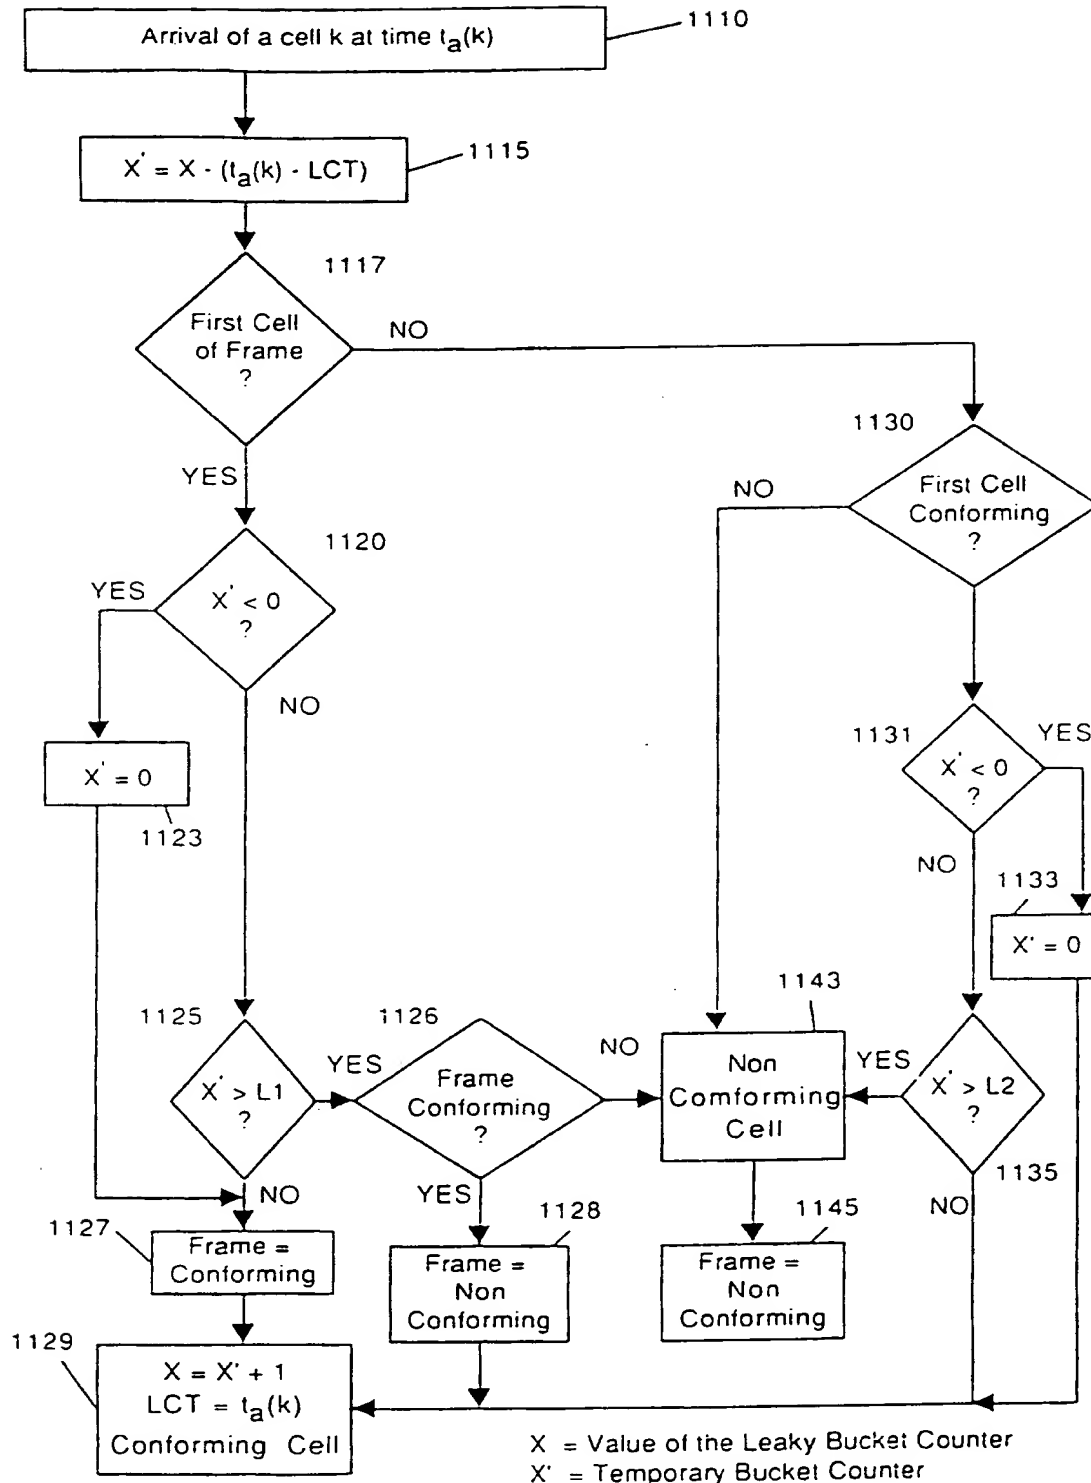 1110
Arrival of a cell k at time ta(k)
1115
X' = X - (ta(k) - LCT)
1117
First Cell
of Frame
?
NO
YES
1130
First Cell
Conforming
?
NO
1120
X' < 0
?
YES
NO
X' = 0
1123
1131
X' < 0
?
YES
NO
1133
X' = 0
1125
X' > L1
?
YES
NO
1126
Frame
Conforming
?
NO
YES
1143
Non
Comforming
Cell
YES
X' > L2
?
1135
NO
1127
Frame =
Conforming
1128
Frame =
Non
Conforming
1145
Frame =
Non
Conforming
1129
X = X' + 1
LCT = ta(k)
Conforming Cell
X = Value of the Leaky Bucket Counter
X' = Temporary Bucket Counter